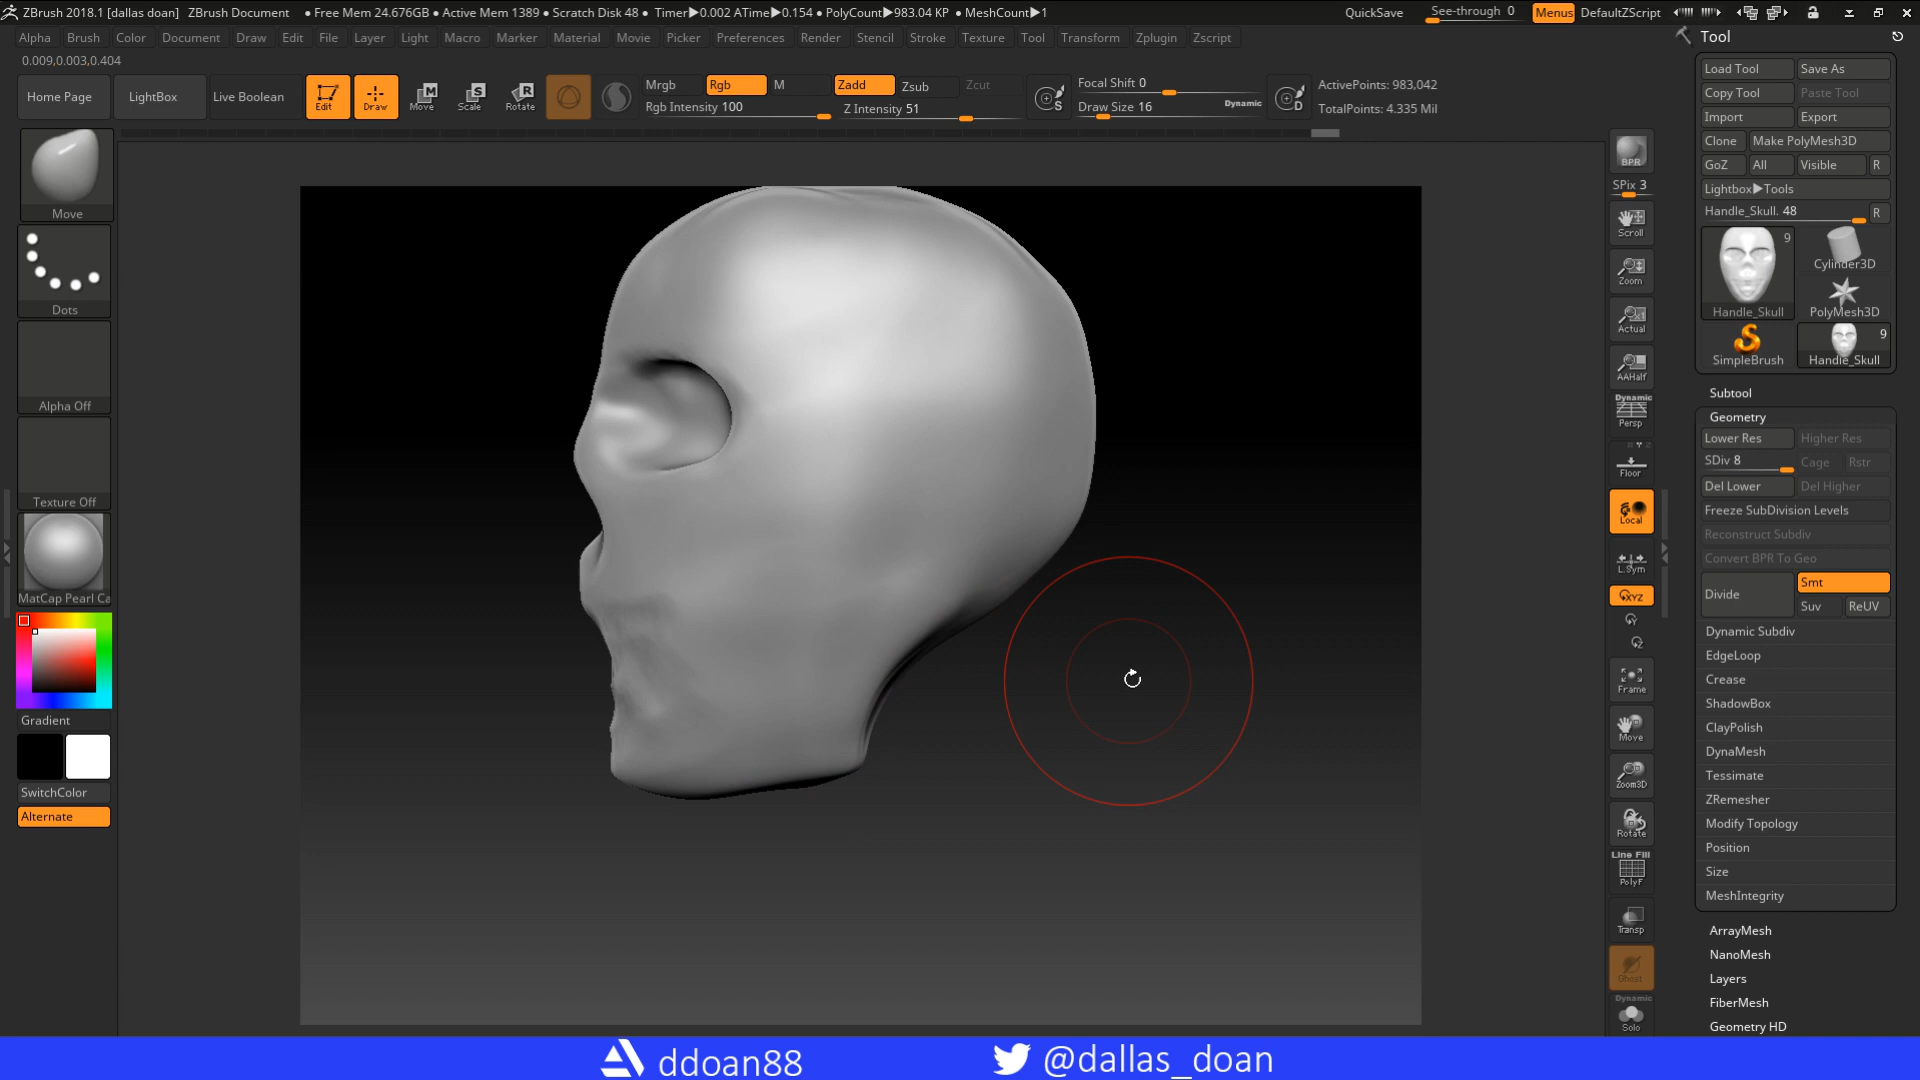 ZBrush 2018.1 [dallas doan] ZBrush Document • Free Mem 24.676GB • Active Mem 1389 • Scratch Disk 48 • Timer▶0.002 ATime▶0.154 • PolyCount▶983.04 KP • MeshCount▶1 QuickSave See-through 0 Menus DefaultZScript
Alpha Brush Color Document Draw Edit File Layer Light Macro Marker Material Movie Picker Preferences Render Stencil Stroke Texture Tool Transform Zplugin Zscript
Tool
0.009,0.003,0.404
Home Page LightBox Live Boolean Edit Draw Move Scale Rotate
M
S
R
Mrgb Rgb M Zadd Zsub Zcut
Rgb Intensity 100 Z Intensity 51
S
Focal Shift 0
Draw Size 16 Dynamic
D
ActivePoints: 983,042
TotalPoints: 4.335 Mil
Move
Dots
Alpha Off
Texture Off
MatCap Pearl Ca
Gradient
SwitchColor
Alternate
BPR
SPix 3
Scroll
Zoom
Actual
AAHalf
Dynamic
Persp
Floor
Local
L.Sym
XYZ
Y
Z
Frame
Move
Zoom3D
Rotate
Line Fill
PolyF
Transp
Ghost
Dynamic
Solo
Load Tool Save As
Copy Tool Paste Tool
Import Export
Clone Make PolyMesh3D
GoZ All Visible R
Lightbox▶Tools
Handle_Skull. 48 R
9
Cylinder3D
Handle_Skull PolyMesh3D
9
SimpleBrush Handle_Skull
Subtool
Geometry
Lower Res Higher Res
SDiv 8 Cage Rstr
Del Lower Del Higher
Freeze SubDivision Levels
Reconstruct Subdiv
Convert BPR To Geo
Divide Smt
Suv ReUV
Dynamic Subdiv
EdgeLoop
Crease
ShadowBox
ClayPolish
DynaMesh
Tessimate
ZRemesher
Modify Topology
Position
Size
MeshIntegrity
ArrayMesh
NanoMesh
Layers
FiberMesh
Geometry HD
ddoan88 @dallas_doan